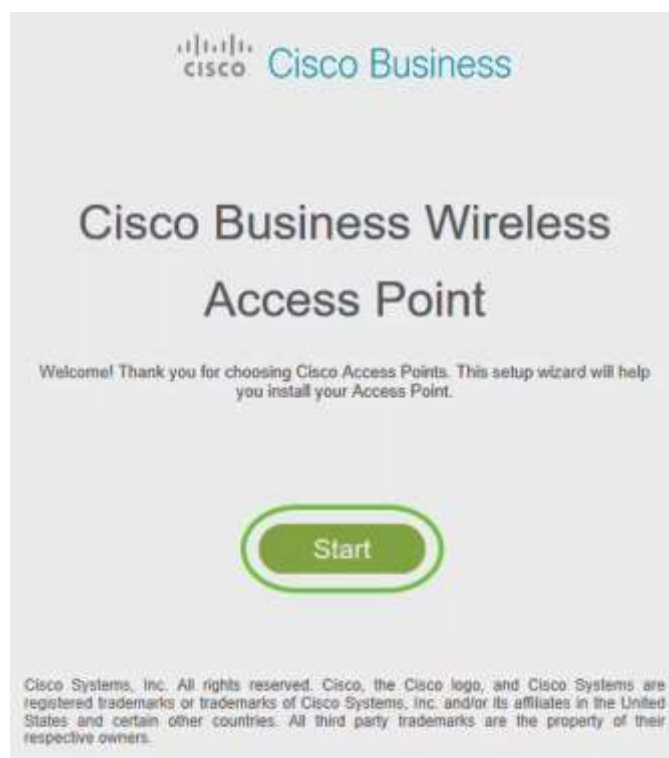 cisco Cisco Business
Cisco Business Wireless
Access Point
Welcome! Thank you for choosing Cisco Access Points. This setup wizard will help
you install your Access Point.
Start
Cisco Systems, Inc. All rights reserved. Cisco, the Cisco logo, and Cisco Systems are
registered trademarks or trademarks of Cisco Systems, Inc. and/or its affiliates in the United
States and certain other countries. All third party trademarks are the property of their
respective owners.